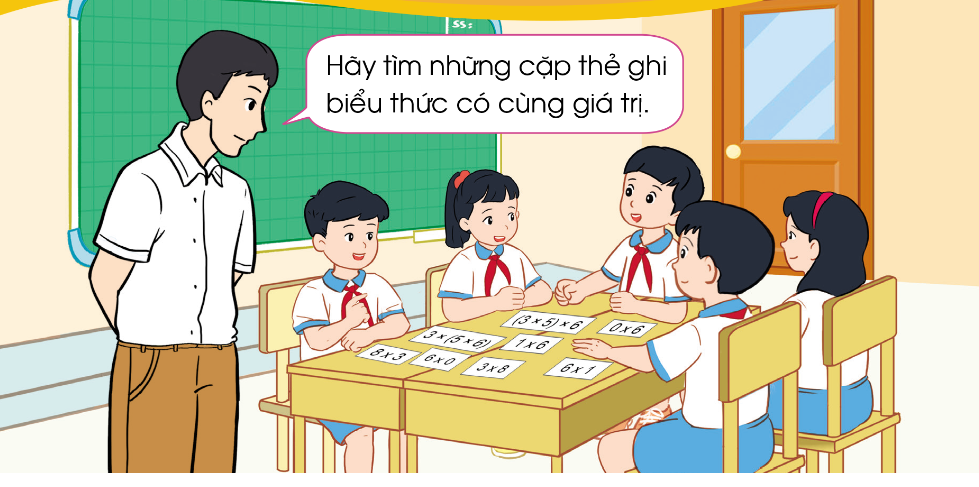 SS:
Hãy tìm những cặp thẻ ghi
biểu thức có cùng giá trị.
(3 × 5) × 6
0 × 6
3 × (5 × 6)
1 × 6
8 × 3
6 × 0
3 × 8
6 × 1